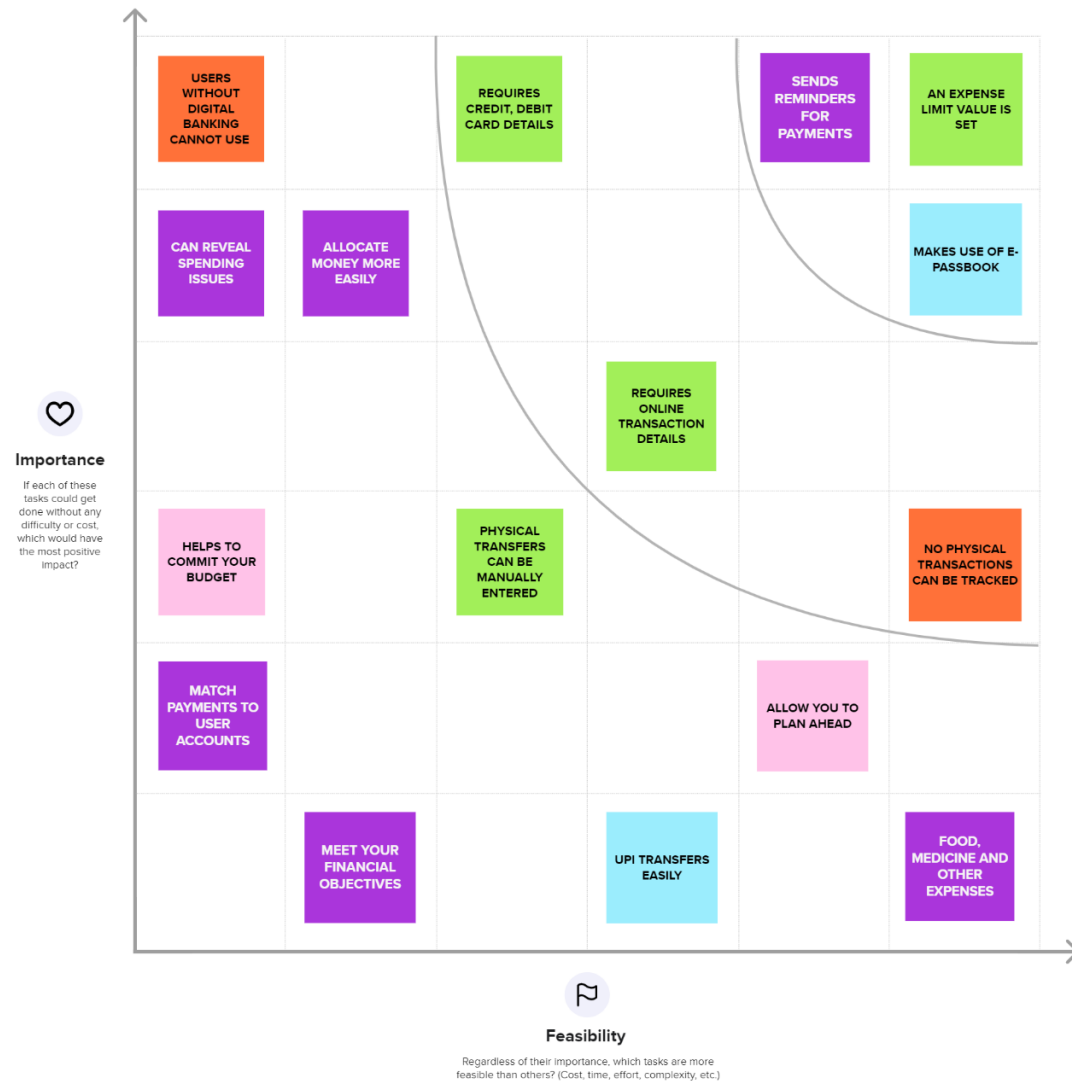 USERS
WITHOUT
DIGITAL
BANKING
CANNOT USE
REQUIRES
CREDIT, DEBIT
CARD DETAILS
SENDS
REMINDERS
FOR
PAYMENTS
AN EXPENSE
LIMIT VALUE IS
SET
CAN REVEAL
SPENDING
ISSUES
ALLOCATE
MONEY MORE
EASILY
MAKES USE OF E-
PASSBOOK
REQUIRES
ONLINE
TRANSACTION
DETAILS
Importance
If each of these
tasks could get
done without any
difficulty or cost,
which would have
the most positive
impact?
HELPS TO
COMMIT YOUR
BUDGET
PHYSICAL
TRANSFERS
CAN BE
MANUALLY
ENTERED
NO PHYSICAL
TRANSACTIONS
CAN BE TRACKED
MATCH
PAYMENTS TO
USER
ACCOUNTS
ALLOW YOU TO
PLAN AHEAD
MEET YOUR
FINANCIAL
OBJECTIVES
UPI TRANSFERS
EASILY
FOOD,
MEDICINE AND
OTHER
EXPENSES
Feasibility
Regardless of their importance, which tasks are more
feasible than others? (Cost, time, effort, complexity, etc.)